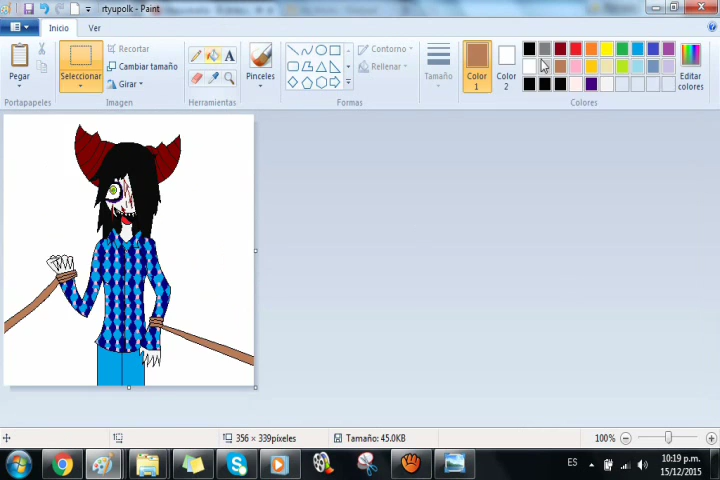 rtyupolk - Paint
Inicio
Ver
Pegar
Seleccionar
Recortar
Cambiar tamaño
Girar
A
Pinceles
Contorno
Rellenar
Tamaño
Color 1
Color 2
Editar colores
Portapapeles
Imagen
Herramientas
Formas
Colores
356 × 339píxeles
Tamaño: 45.0KB
100%
ES
10:19 p.m.
15/12/2015